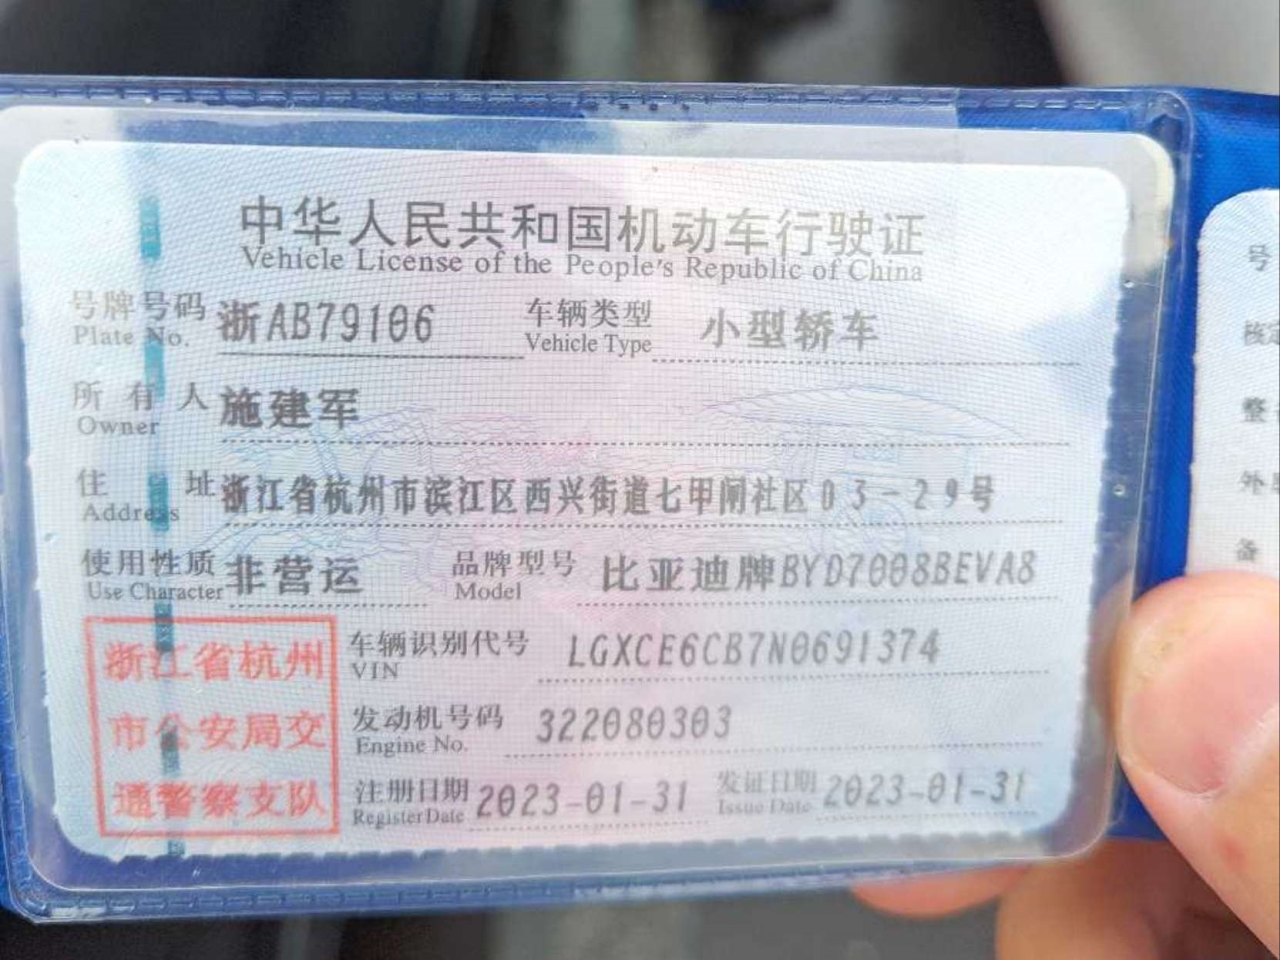 中华人民共和国机动车行驶证
Vehicle License of the People's Republic of China
号牌号码 浙AB79106 车辆类型 小型轿车
Plate No. Vehicle Type
所有人 施建军
Owner
住址 浙江省杭州市滨江区西兴街道七甲闸社区03-29号
Address
使用性质 非营运 品牌型号 比亚迪牌BYD7008BEVA8
Use Character Model
浙江省杭州
市公安局交
通警察支队
车辆识别代号 LGXCE6CB7N0691374
VIN
发动机号码 322080303
Engine No.
注册日期 2023-01-31 发证日期 2023-01-31
Register Date Issue Date
号
核定
整
外
备